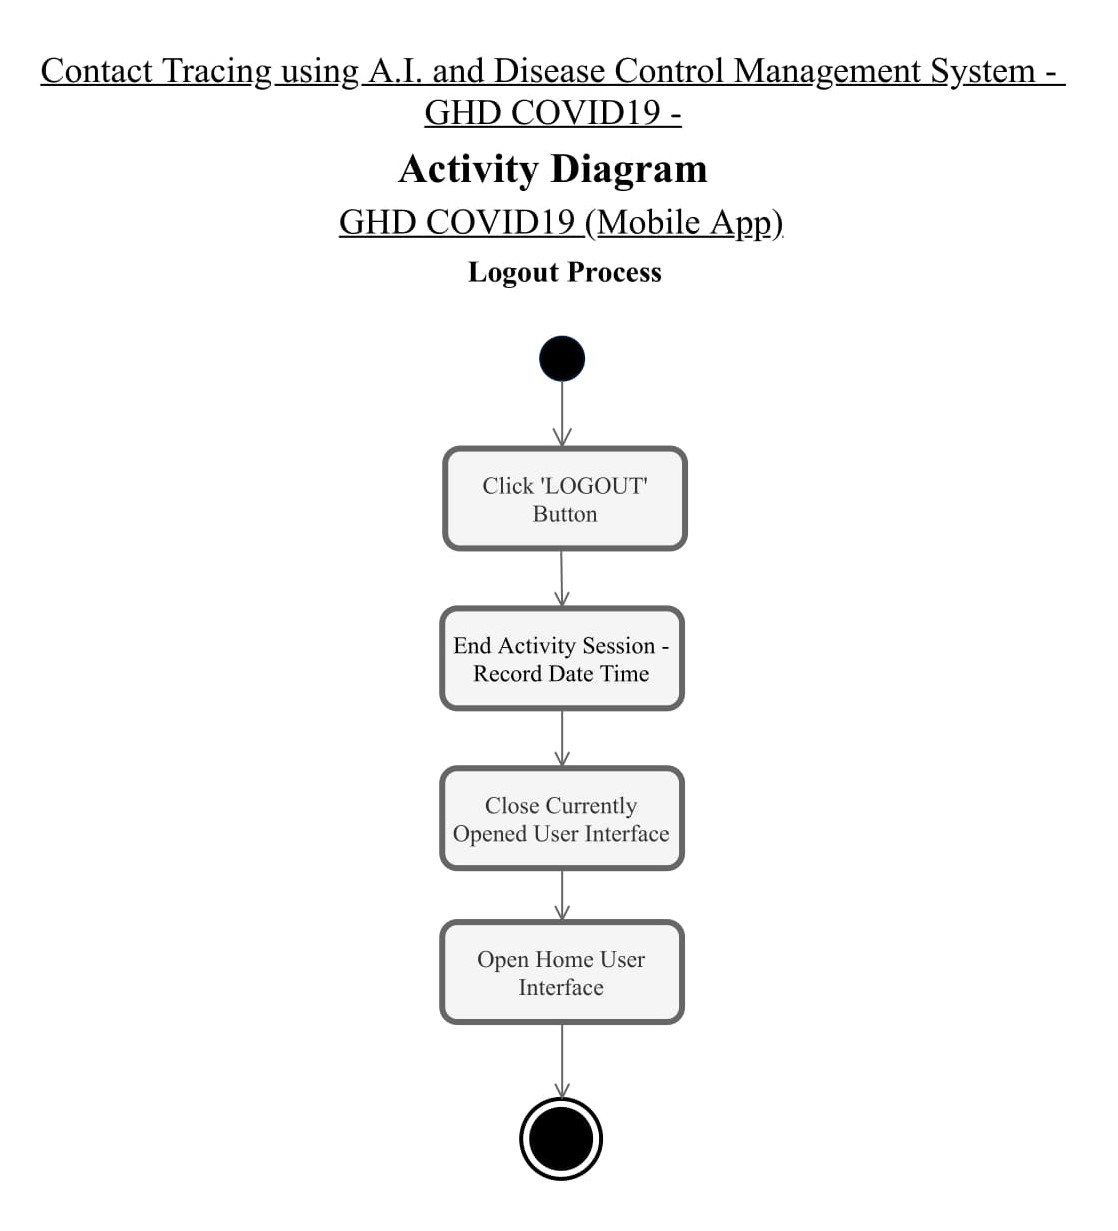 Contact Tracing using A.I. and Disease Control Management System -
GHD COVID19 -
Activity Diagram
GHD COVID19 (Mobile App)
Logout Process
Click 'LOGOUT'
Button
End Activity Session -
Record Date Time
Close Currently
Opened User Interface
Open Home User
Interface